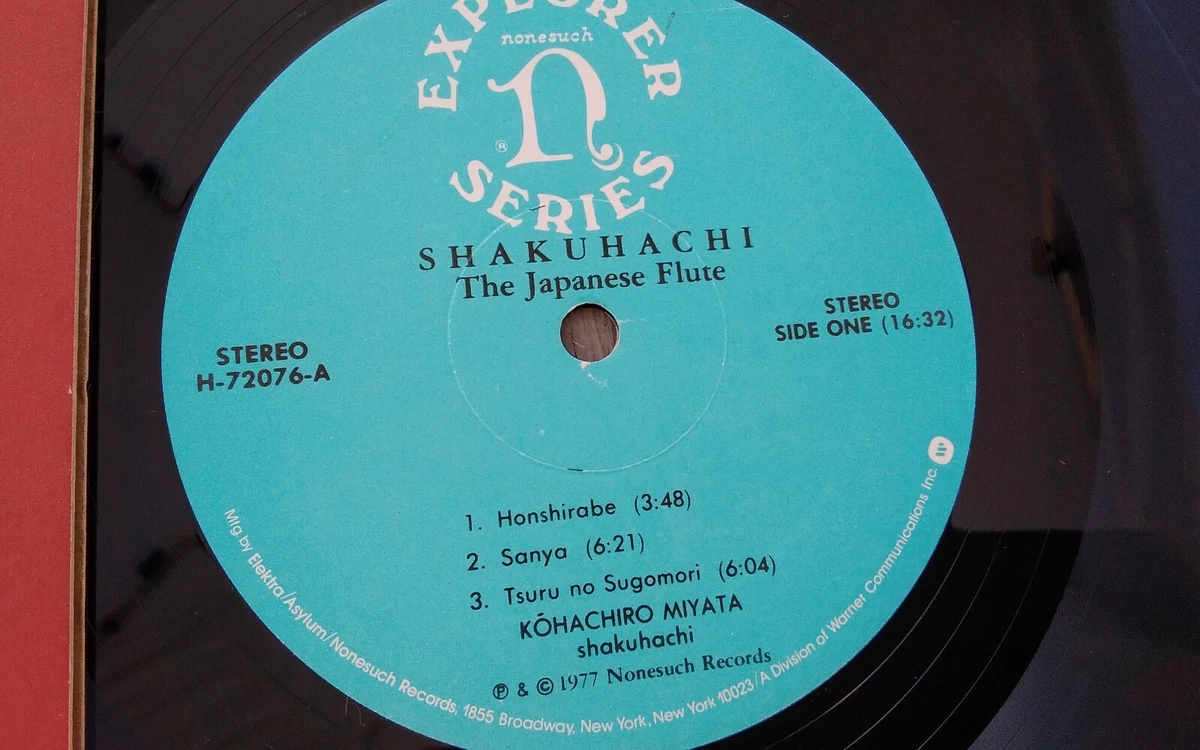 EXPLORER
nonesuch
n
®
SERIES
SHAKUHACHI
The Japanese Flute
STEREO
H-72076-A
STEREO
SIDE ONE (16:32)
1. Honshirabe (3:48)
2. Sanya (6:21)
3. Tsuru no Sugomori (6:04)
KŌHACHIRO MIYATA
shakuhachi
℗ & © 1977 Nonesuch Records
Mfg.by Elektra/Asylum/Nonesuch Records, 1855 Broadway, New York, New York 10023/A Division of Warner Communications Inc.